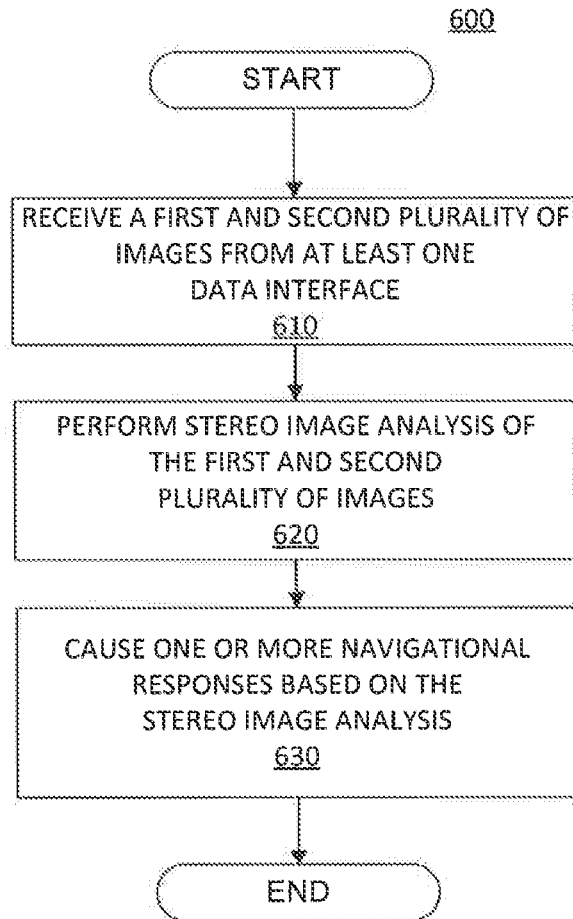 600
START
RECEIVE A FIRST AND SECOND PLURALITY OF
IMAGES FROM AT LEAST ONE
DATA INTERFACE
610
PERFORM STEREO IMAGE ANALYSIS OF
THE FIRST AND SECOND
PLURALITY OF IMAGES
620
CAUSE ONE OR MORE NAVIGATIONAL
RESPONSES BASED ON THE
STEREO IMAGE ANALYSIS
630
END